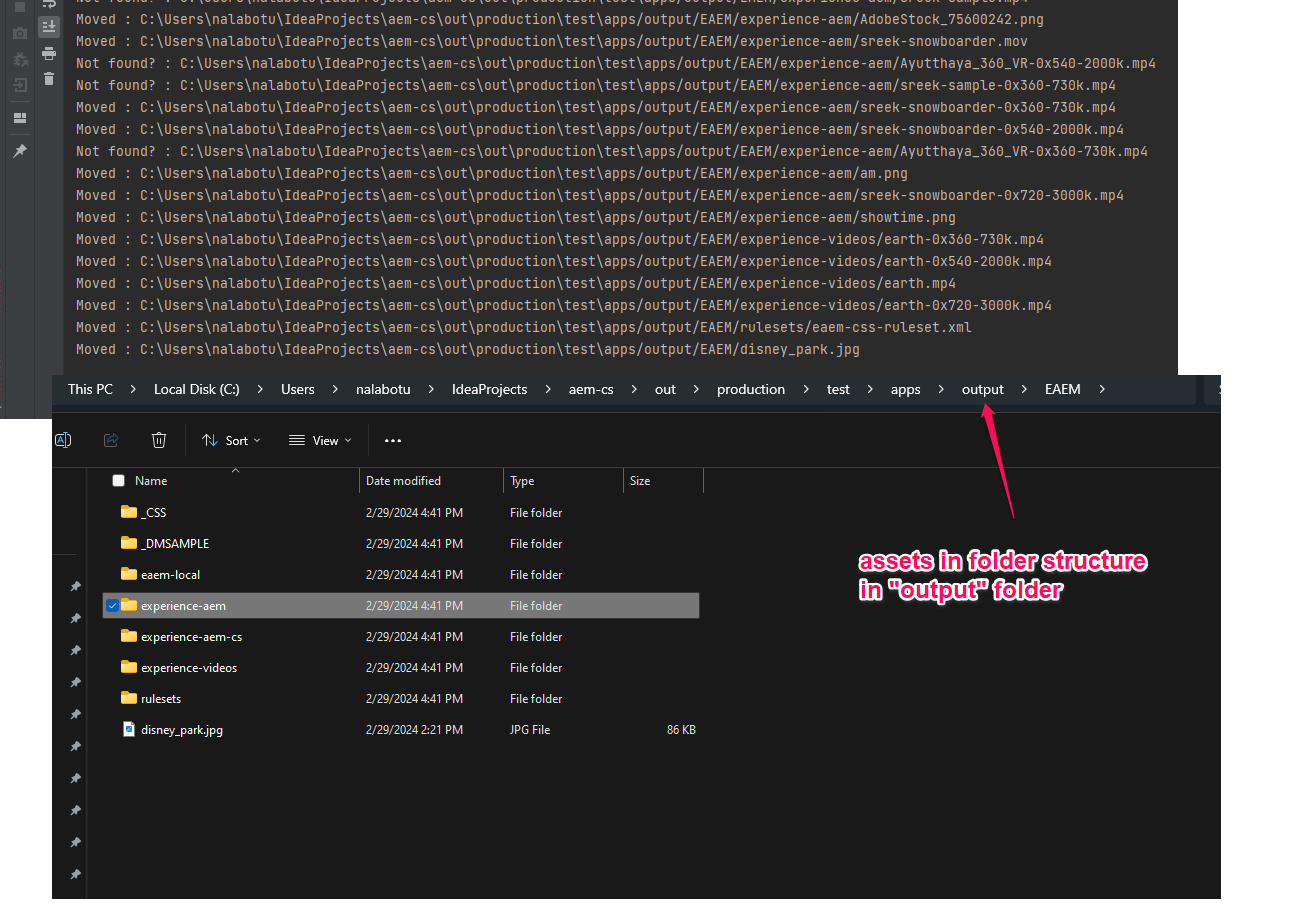 Moved : C:\Users\nalabotu\IdeaProjects\aem-cs\out\production\test\apps/output/EAEM/experience-aem/AdobeStock_75600242.png
Moved : C:\Users\nalabotu\IdeaProjects\aem-cs\out\production\test\apps/output/EAEM/experience-aem/sreek-snowboarder.mov
Not found? : C:\Users\nalabotu\IdeaProjects\aem-cs\out\production\test\apps/output/EAEM/experience-aem/Ayutthaya_360_VR-0x540-2000k.mp4
Not found? : C:\Users\nalabotu\IdeaProjects\aem-cs\out\production\test\apps/output/EAEM/experience-aem/sreek-sample-0x360-730k.mp4
Moved : C:\Users\nalabotu\IdeaProjects\aem-cs\out\production\test\apps/output/EAEM/experience-aem/sreek-snowboarder-0x360-730k.mp4
Moved : C:\Users\nalabotu\IdeaProjects\aem-cs\out\production\test\apps/output/EAEM/experience-aem/sreek-snowboarder-0x540-2000k.mp4
Not found? : C:\Users\nalabotu\IdeaProjects\aem-cs\out\production\test\apps/output/EAEM/experience-aem/Ayutthaya_360_VR-0x360-730k.mp4
Moved : C:\Users\nalabotu\IdeaProjects\aem-cs\out\production\test\apps/output/EAEM/experience-aem/am.png
Moved : C:\Users\nalabotu\IdeaProjects\aem-cs\out\production\test\apps/output/EAEM/experience-aem/sreek-snowboarder-0x720-3000k.mp4
Moved : C:\Users\nalabotu\IdeaProjects\aem-cs\out\production\test\apps/output/EAEM/experience-aem/showtime.png
Moved : C:\Users\nalabotu\IdeaProjects\aem-cs\out\production\test\apps/output/EAEM/experience-videos/earth-0x360-730k.mp4
Moved : C:\Users\nalabotu\IdeaProjects\aem-cs\out\production\test\apps/output/EAEM/experience-videos/earth-0x540-2000k.mp4
Moved : C:\Users\nalabotu\IdeaProjects\aem-cs\out\production\test\apps/output/EAEM/experience-videos/earth.mp4
Moved : C:\Users\nalabotu\IdeaProjects\aem-cs\out\production\test\apps/output/EAEM/experience-videos/earth-0x720-3000k.mp4
Moved : C:\Users\nalabotu\IdeaProjects\aem-cs\out\production\test\apps/output/EAEM/rulesets/eaem-css-ruleset.xml
Moved : C:\Users\nalabotu\IdeaProjects\aem-cs\out\production\test\apps/output/EAEM/disney_park.jpg
This PC > Local Disk (C:) > Users > nalabotu > IdeaProjects > aem-cs > out > production > test > apps > output > EAEM >
Sort View ...
Name Date modified Type Size
_CSS 2/29/2024 4:41 PM File folder
_DMSAMPLE 2/29/2024 4:41 PM File folder
eaem-local 2/29/2024 4:41 PM File folder
experience-aem 2/29/2024 4:41 PM File folder
experience-aem-cs 2/29/2024 4:41 PM File folder
experience-videos 2/29/2024 4:41 PM File folder
rulesets 2/29/2024 4:41 PM File folder
disney_park.jpg 2/29/2024 2:21 PM JPG File 86 KB
assets in folder structure
in "output" folder